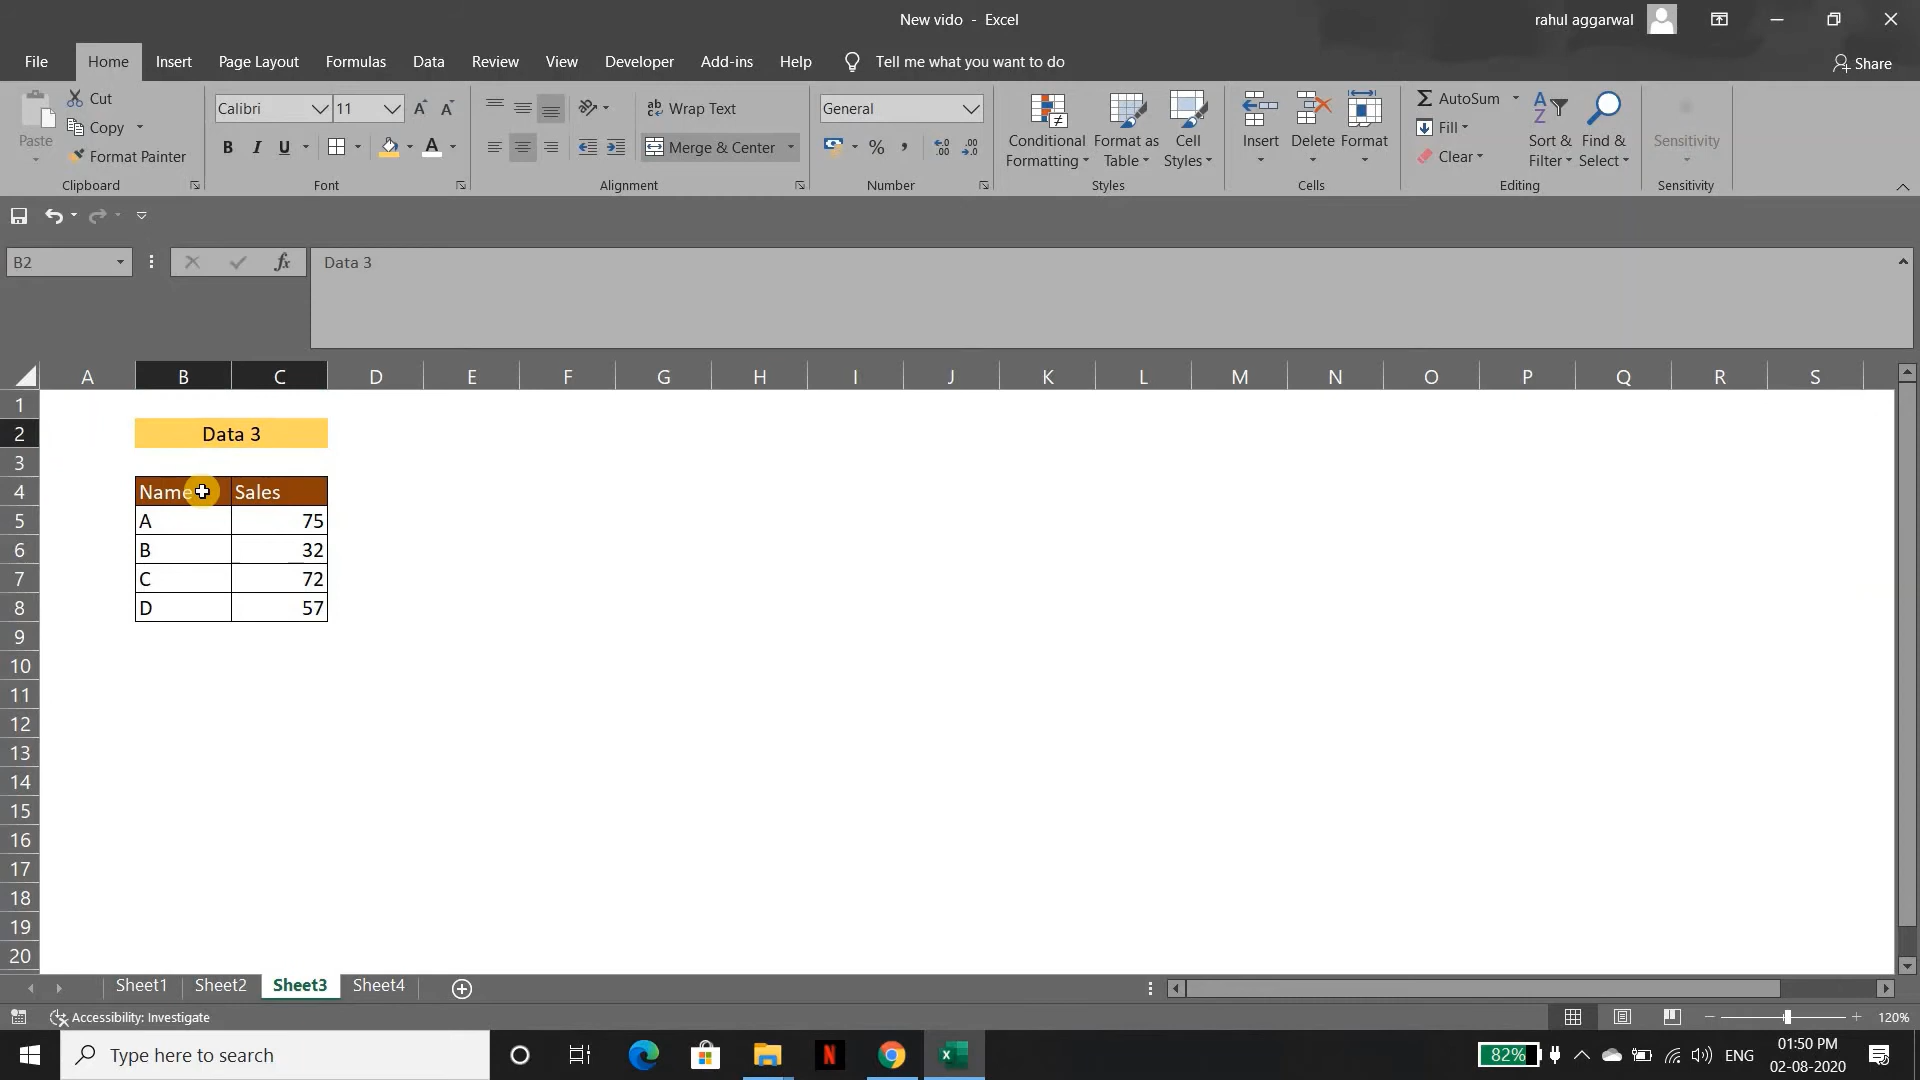 New vido - Excel
rahul aggarwal
File Home Insert Page Layout Formulas Data Review View Developer Add-ins Help Tell me what you want to do Share
Paste
Cut
Copy
Format Painter
Clipboard
Calibri 11
B I U A
Font
Wrap Text
Merge & Center
Alignment
General
% ,
Number
Conditional Formatting
Format as Table
Cell Styles
Styles
Insert
Delete
Format
Cells
AutoSum
Fill
Clear
Sort & Filter
Find & Select
Editing
Sensitivity
Sensitivity
B2 fx Data 3
A B C D E F G H I J K L M N O P Q R S
1
2 Data 3
3
4 Name Sales
5 A 75
6 B 32
7 C 72
8 D 57
9
10
11
12
13
14
15
16
17
18
19
20
Sheet1 Sheet2 Sheet3 Sheet4
Accessibility: Investigate
120%
Type here to search
82%
ENG
01:50 PM
02-08-2020